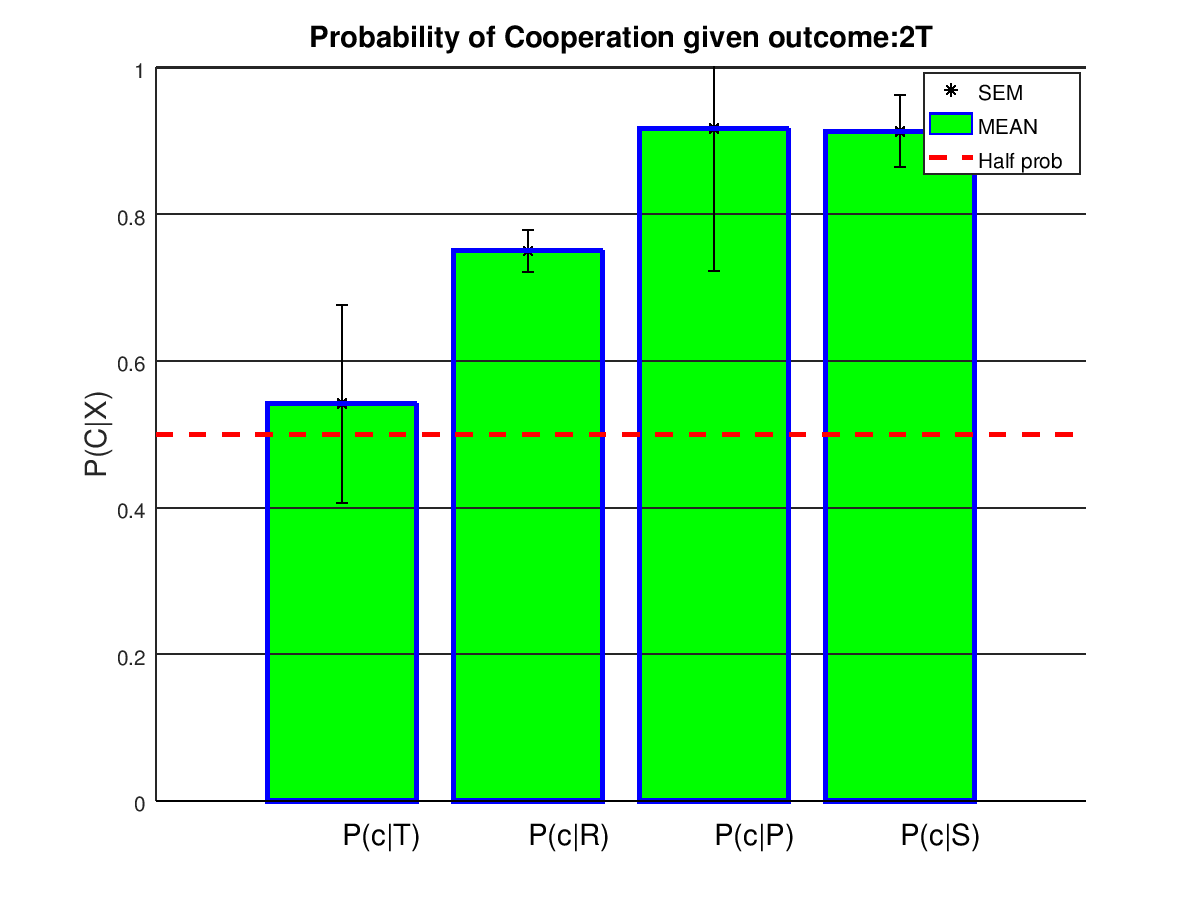 Probability of Cooperation given outcome:2T
SEM
MEAN
Half prob
P(C|X)
1
0.8
0.6
0.4
0.2
0
P(c|T)
P(c|R)
P(c|P)
P(c|S)